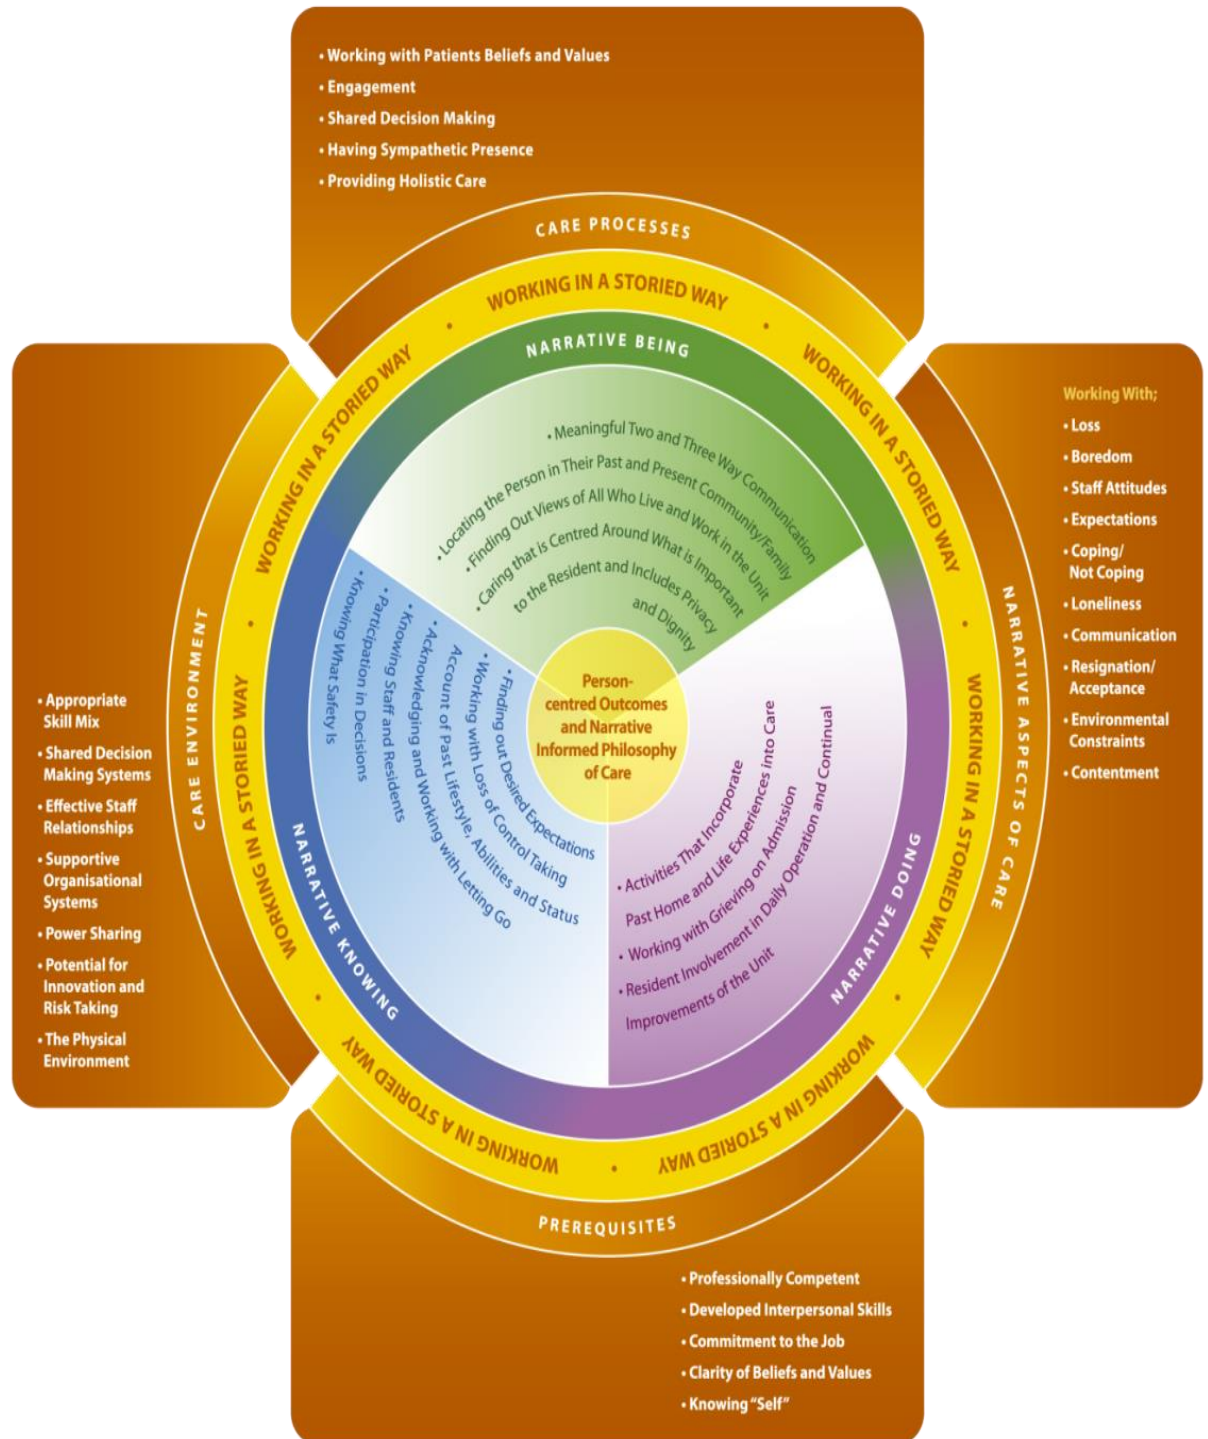 • Working with Patients Beliefs and Values
• Engagement
• Shared Decision Making
• Having Sympathetic Presence
• Providing Holistic Care
CARE PROCESSES
WORKING IN A STORIED WAY • WORKING IN A STORIED WAY • WORKING IN A STORIED WAY • WORKING IN A STORIED WAY • WORKING IN A STORIED WAY • WORKING IN A STORIED WAY • WORKING IN A STORIED WAY •
NARRATIVE BEING
• Meaningful Two and Three Way Communication
• Locating the Person in Their Past and Present Community/Family
• Finding Out Views of All Who Live and Work in the Unit
• Caring that is Centred Around What is Important
to the Resident and Includes Privacy
and Dignity
Working With;
• Loss
• Boredom
• Staff Attitudes
• Expectations
• Coping/
Not Coping
• Loneliness
• Communication
• Resignation/
Acceptance
• Environmental
Constraints
• Contentment
NARRATIVE ASPECTS OF CARE
CARE ENVIRONMENT
• Appropriate
Skill Mix
• Shared Decision
Making Systems
• Effective Staff
Relationships
• Supportive
Organisational
Systems
• Power Sharing
• Potential for
Innovation and
Risk Taking
• The Physical
Environment
NARRATIVE KNOWING
• Finding out Desired Expectations
• Working with Loss of Control Taking
Account of Past Lifestyle, Abilities and Status
• Acknowledging and Working with Letting Go
• Knowing Staff and Residents
• Participation in Decisions
• Knowing What Safety Is
Person-
centred Outcomes
and Narrative
Informed Philosophy
of Care
NARRATIVE DOING
• Activities That Incorporate
Past Home and Life Experiences into Care
• Working with Grieving on Admission
• Resident Involvement in Daily Operation and Continual
Improvements of the Unit
PREREQUISITES
• Professionally Competent
• Developed Interpersonal Skills
• Commitment to the Job
• Clarity of Beliefs and Values
• Knowing “Self”